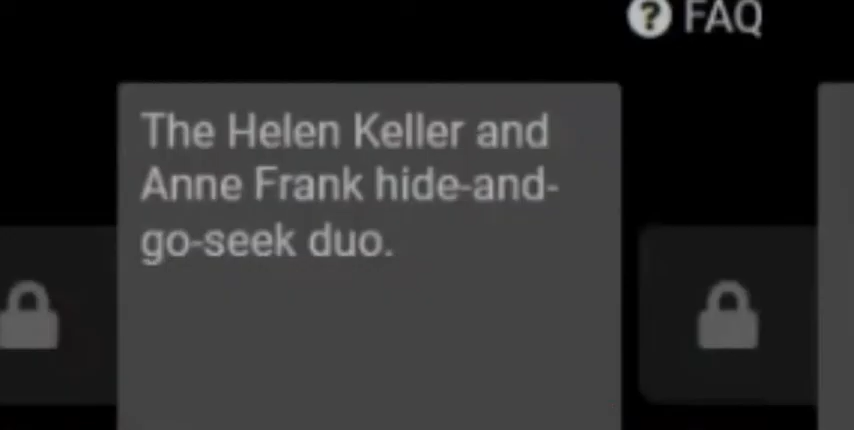 FAQ
The Helen Keller and
Anne Frank hide-and-
go-seek duo.